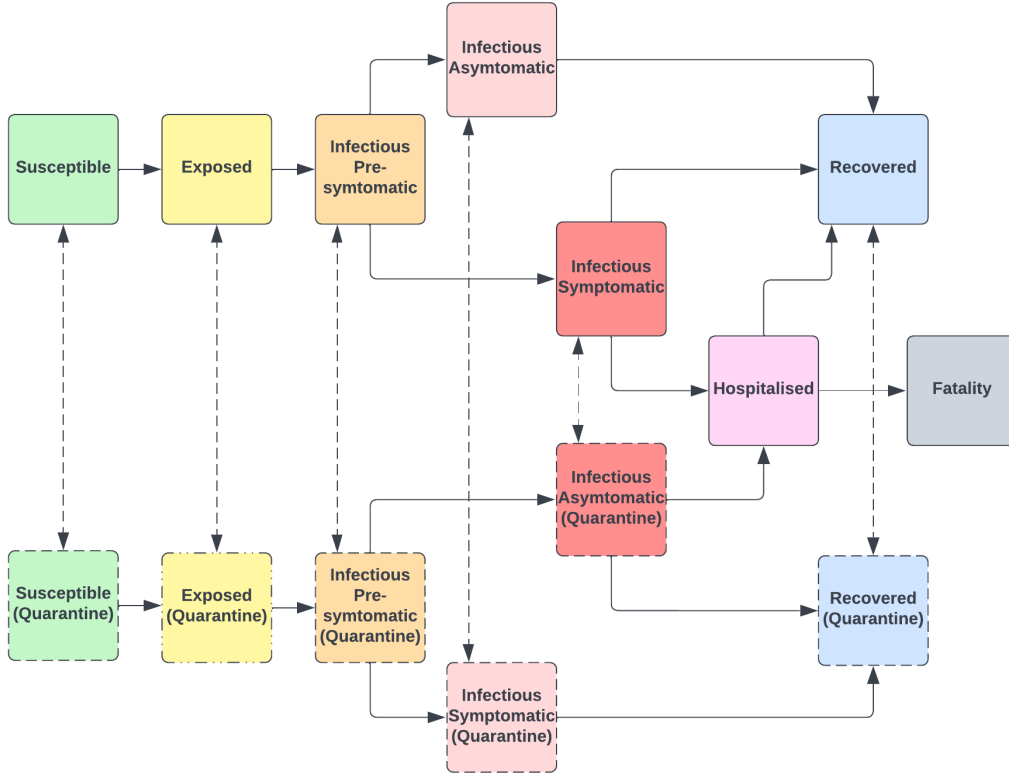 Infectious
Asymtomatic
Susceptible
Exposed
Infectious
Pre-
symtomatic
Recovered
Infectious
Symptomatic
Hospitalised
Fatality
Infectious
Asymtomatic
(Quarantine)
Susceptible
(Quarantine)
Exposed
(Quarantine)
Infectious
Pre-
symtomatic
(Quarantine)
Recovered
(Quarantine)
Infectious
Symptomatic
(Quarantine)